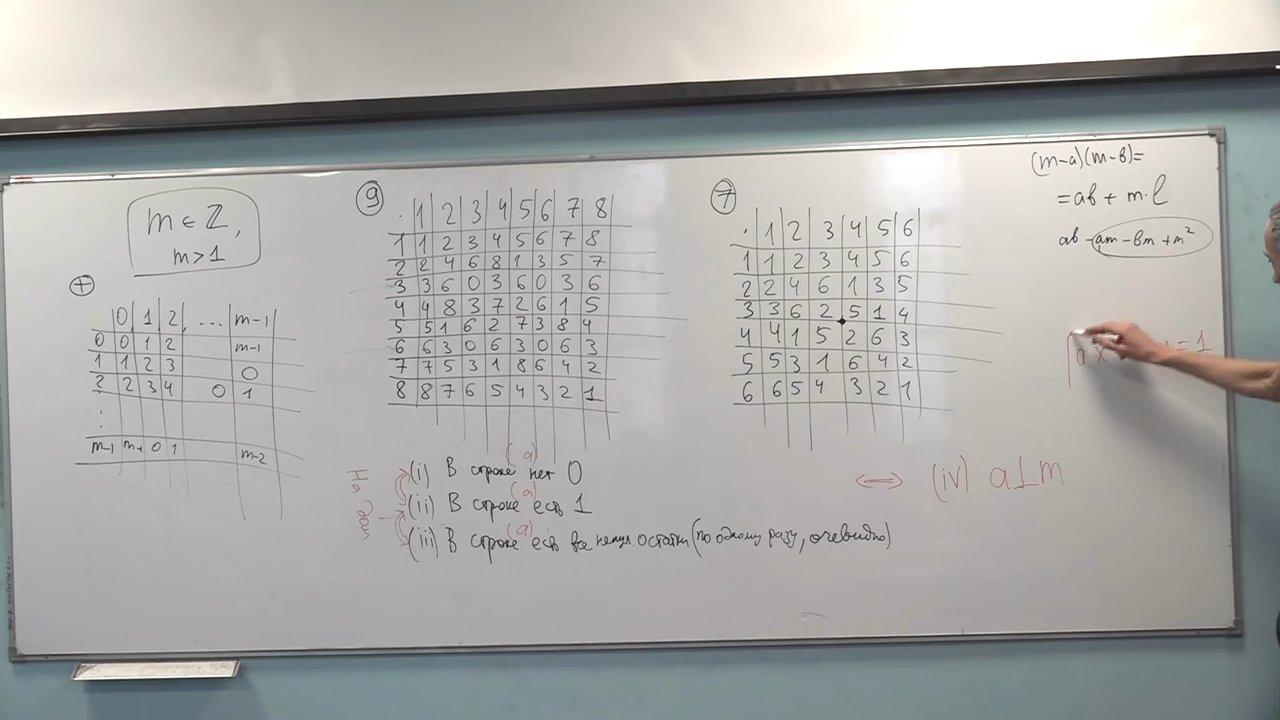 m ∈ ℤ,
m > 1
+
0 1 2 ... m-1
0 0 1 2 m-1
1 1 2 3 0
2 2 3 4 0 1
:
m-1 m-1 0 1 m-2
9
· 1 2 3 4 5 6 7 8
1 1 2 3 4 5 6 7 8
2 2 4 6 8 1 3 5 7
3 3 6 0 3 6 0 3 6
4 4 8 3 7 2 6 1 5
5 5 1 6 2 7 3 8 4
6 6 3 0 6 3 0 6 3
7 7 5 3 1 8 6 4 2
8 8 7 6 5 4 3 2 1
7
· 1 2 3 4 5 6
1 1 2 3 4 5 6
2 2 4 6 1 3 5
3 3 6 2 5 1 4
4 4 1 5 2 6 3
5 5 3 1 6 4 2
6 6 5 4 3 2 1
(m-a)(m-b)=
=ab + m·l
ab -am -bm + m²
= 1
(i) В строке (a) нет 0
(ii) В строке (a) есть 1
(iii) В строке (a) есть все ненул. остатки (по одному разу, очевидно)
⇔ (iv) a⊥m